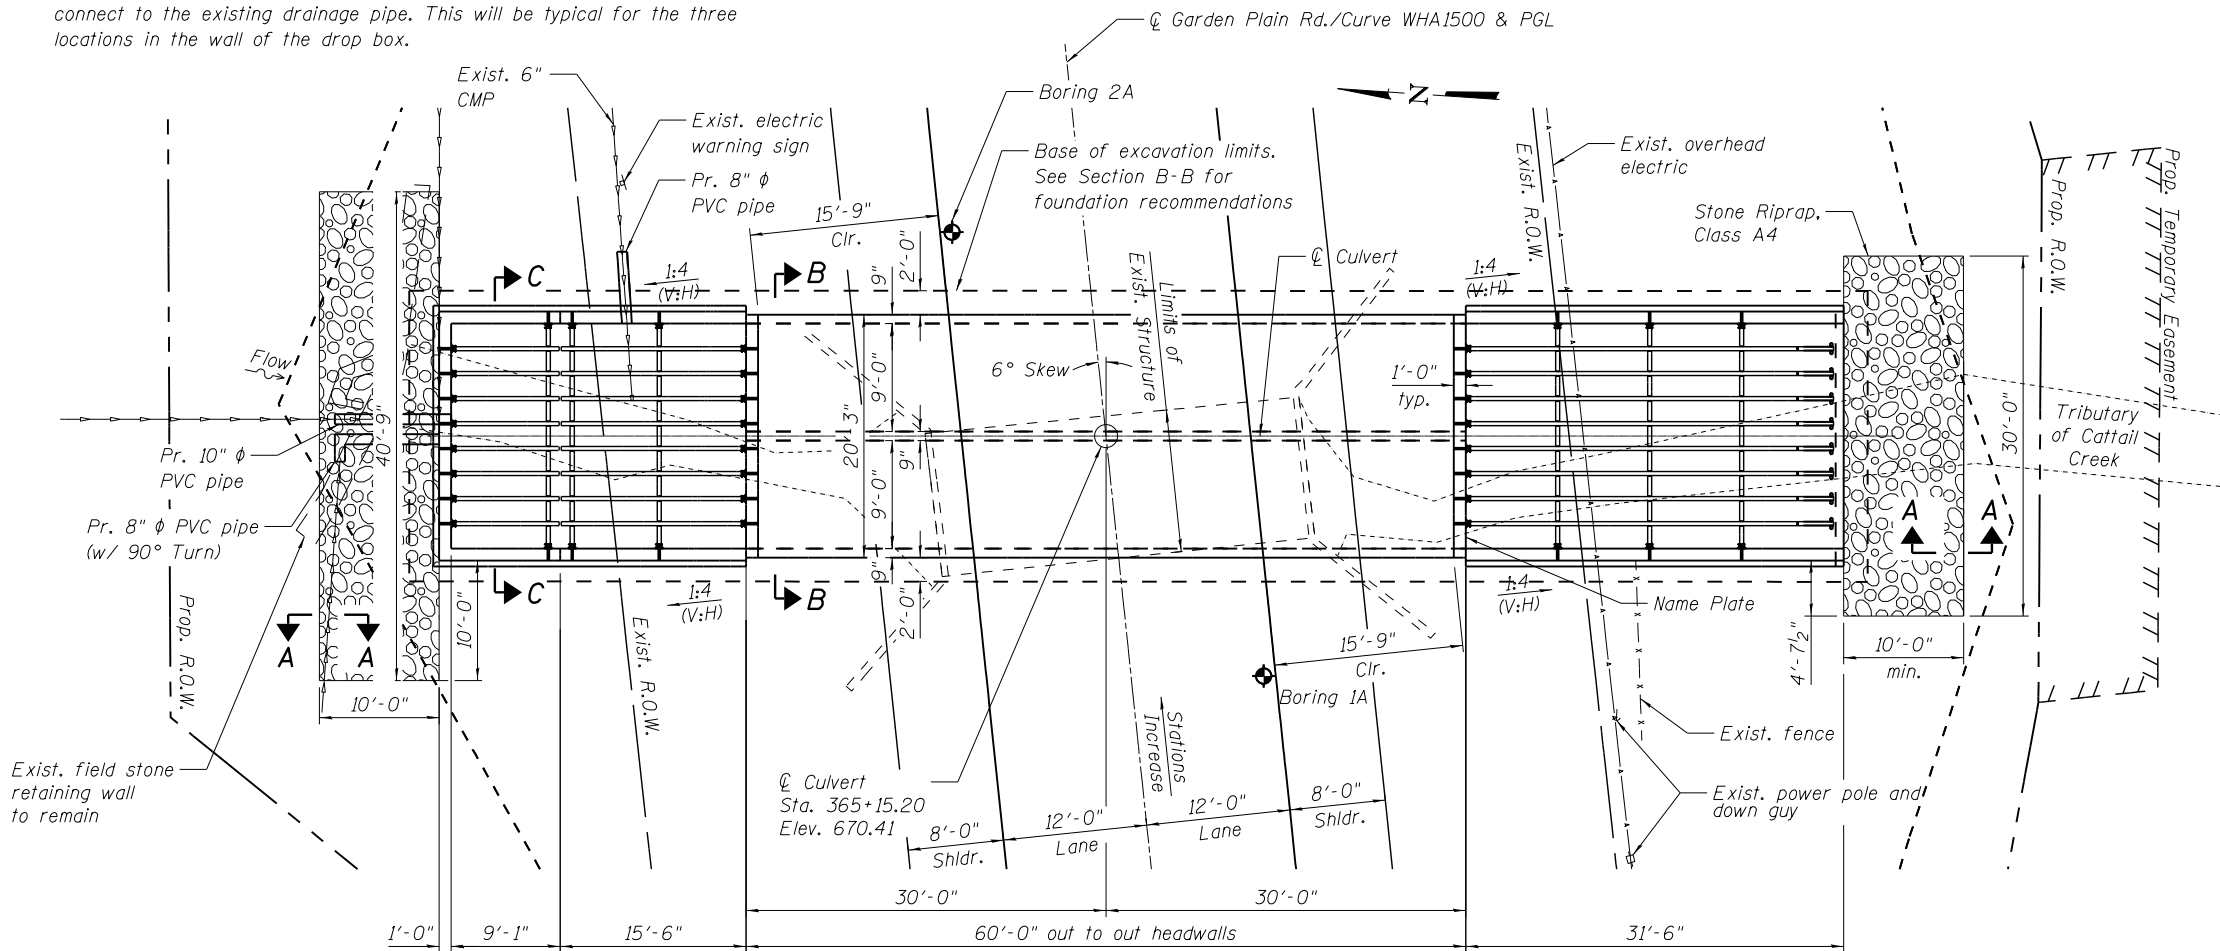 connect to the existing drainage pipe. This will be typical for the three
locations in the wall of the drop box.
℄ Garden Plain Rd./Curve WHA1500 & PGL
Exist. 6"
CMP
Boring 2A
N
Exist. electric
warning sign
Base of excavation limits.
See Section B-B for
foundation recommendations
Exist. overhead
electric
Exist. R.O.W.
Pr. 8" ϕ
PVC pipe
15'-9"
Clr.
Stone Riprap,
Class A4
Prop. R.O.W.
Prop. Temporary Easement
C
1:4
(V:H)
B
9"
2'-0"
Limits of
Exist. Structure
℄ Culvert
1:4
(V:H)
Flow
6° Skew
1'-0"
typ.
40'-9"
20'-3"
9'-0"
9"
9'-0"
9"
2'-0"
30'-0"
Tributary
of Cattail
Creek
Pr. 10" ϕ
PVC pipe
Pr. 8" ϕ PVC pipe
(w/ 90° Turn)
A
A
C
1:4
(V:H)
B
1:4
(V:H)
Name Plate
10'-0"
Prop. R.O.W.
Exist. R.O.W.
A
A
15'-9"
Clr.
Boring 1A
4'-7½"
10'-0"
min.
10'-0"
Stations
Increase
Exist. fence
Exist. field stone
retaining wall
to remain
℄ Culvert
Sta. 365+15.20
Elev. 670.41
Exist. power pole and
down guy
8'-0"
Shldr.
12'-0"
Lane
12'-0"
Lane
8'-0"
Shldr.
30'-0"
30'-0"
1'-0"
9'-1"
15'-6"
60'-0" out to out headwalls
31'-6"